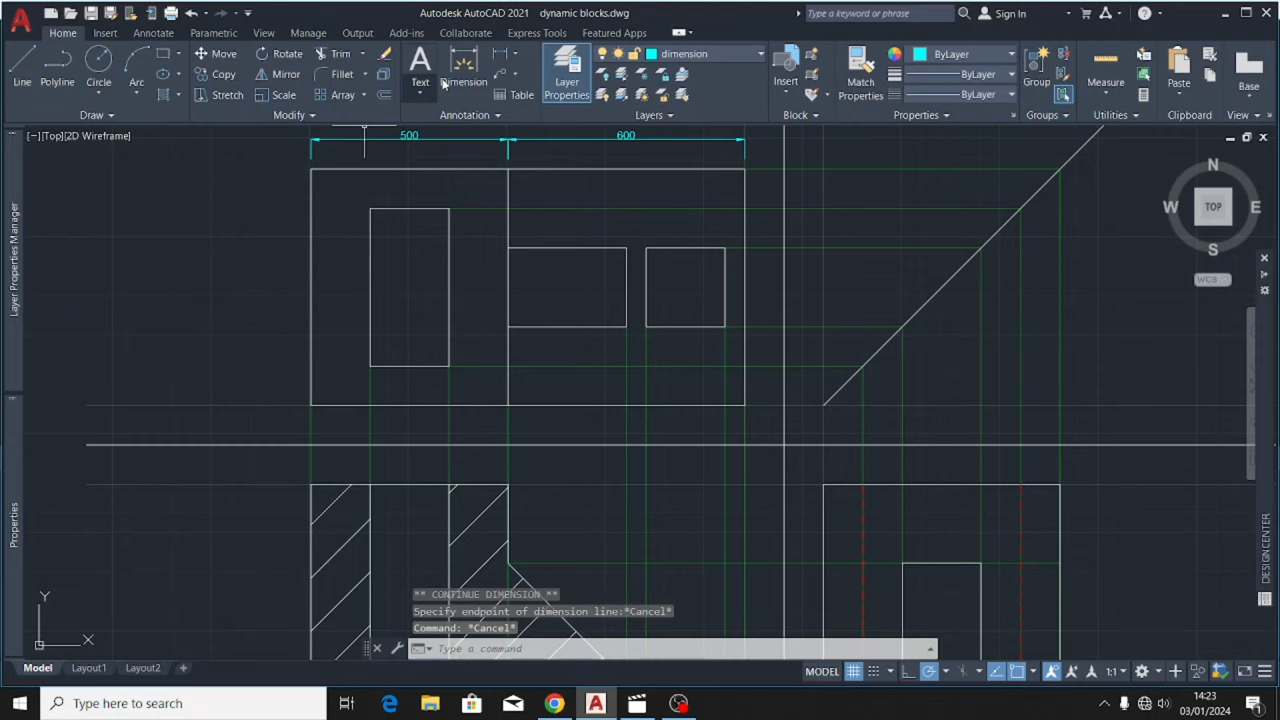 Autodesk AutoCAD 2021 dynamic blocks.dwg
Type a keyword or phrase
Sign In
Home Insert Annotate Parametric View Manage Output Add-ins Collaborate Express Tools Featured Apps
Line Polyline Circle Arc
Move Rotate Trim
Copy Mirror Fillet
Stretch Scale Array
Text Dimension
Table
Layer
Properties
dimension
Insert
Match
Properties
ByLayer
ByLayer
ByLayer
Group
Measure
Paste
Base
Draw Modify Annotation Layers Block Properties Groups Utilities Clipboard View
[−][Top][2D Wireframe]
500 600
N
W TOP E
S
WCS
Layer Properties Manager
Properties
DESIGNCENTER
** CONTINUE DIMENSION **
Specify endpoint of dimension line:*Cancel*
Command: *Cancel*
Type a command
Y
X
Model Layout1 Layout2
MODEL 1:1
Type here to search
14:23
03/01/2024